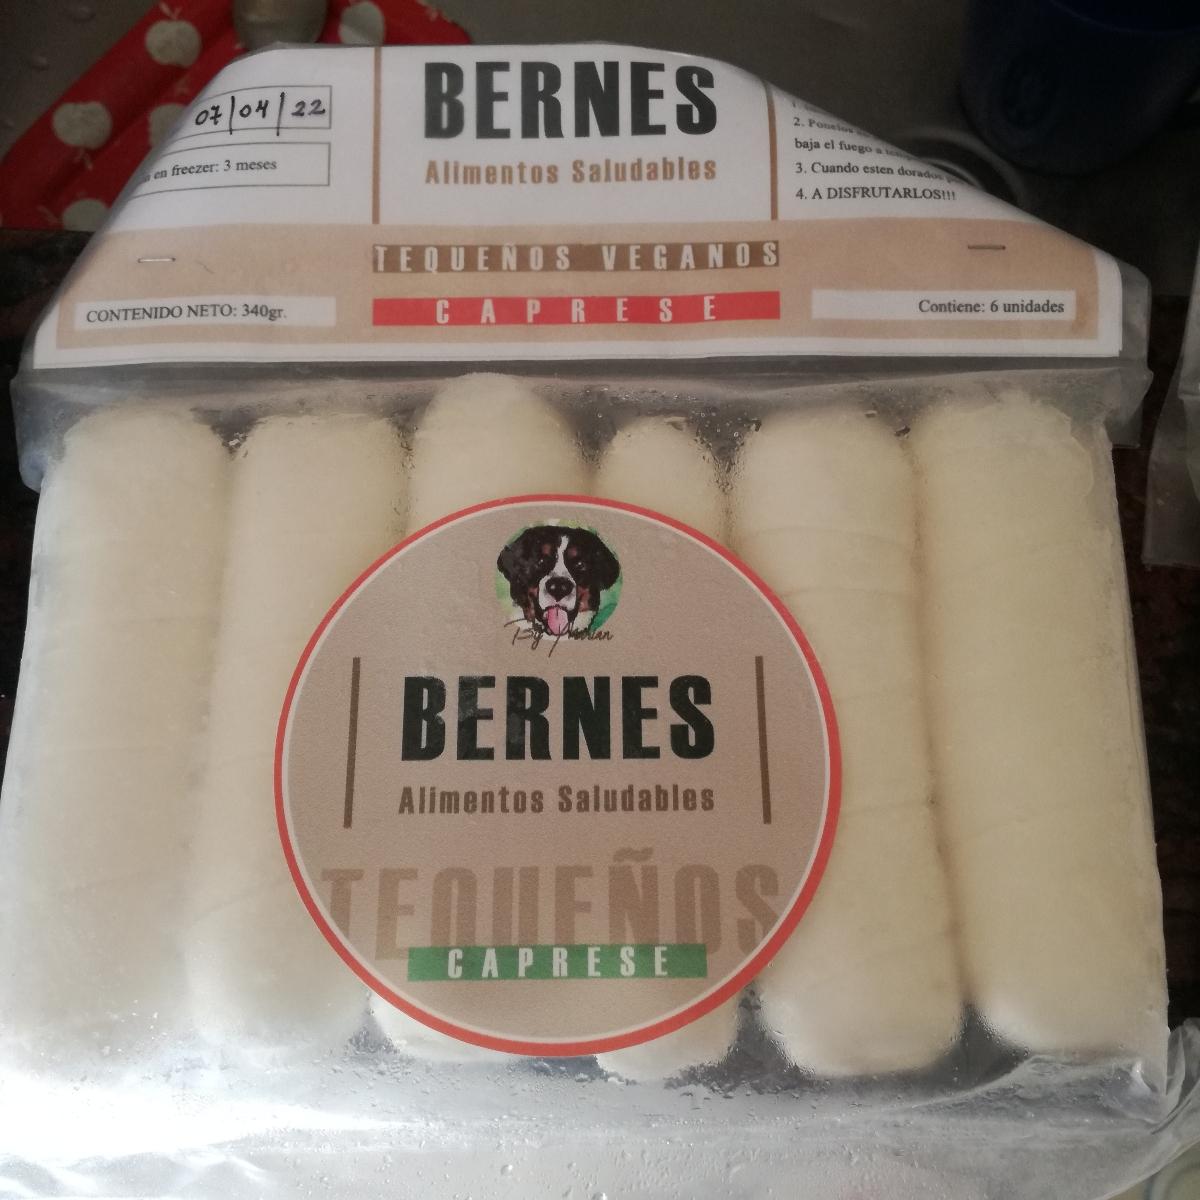 07/04/22
en freezer: 3 meses
BERNES
Alimentos Saludables
2. Ponelos
baja el fuego a
3. Cuando esten dorados
4. A DISFRUTARLOS!!!
TEQUEÑOS VEGANOS
CAPRESE
CONTENIDO NETO: 340gr.
Contiene: 6 unidades
By
BERNES
Alimentos Saludables
TEQUEÑOS
CAPRESE